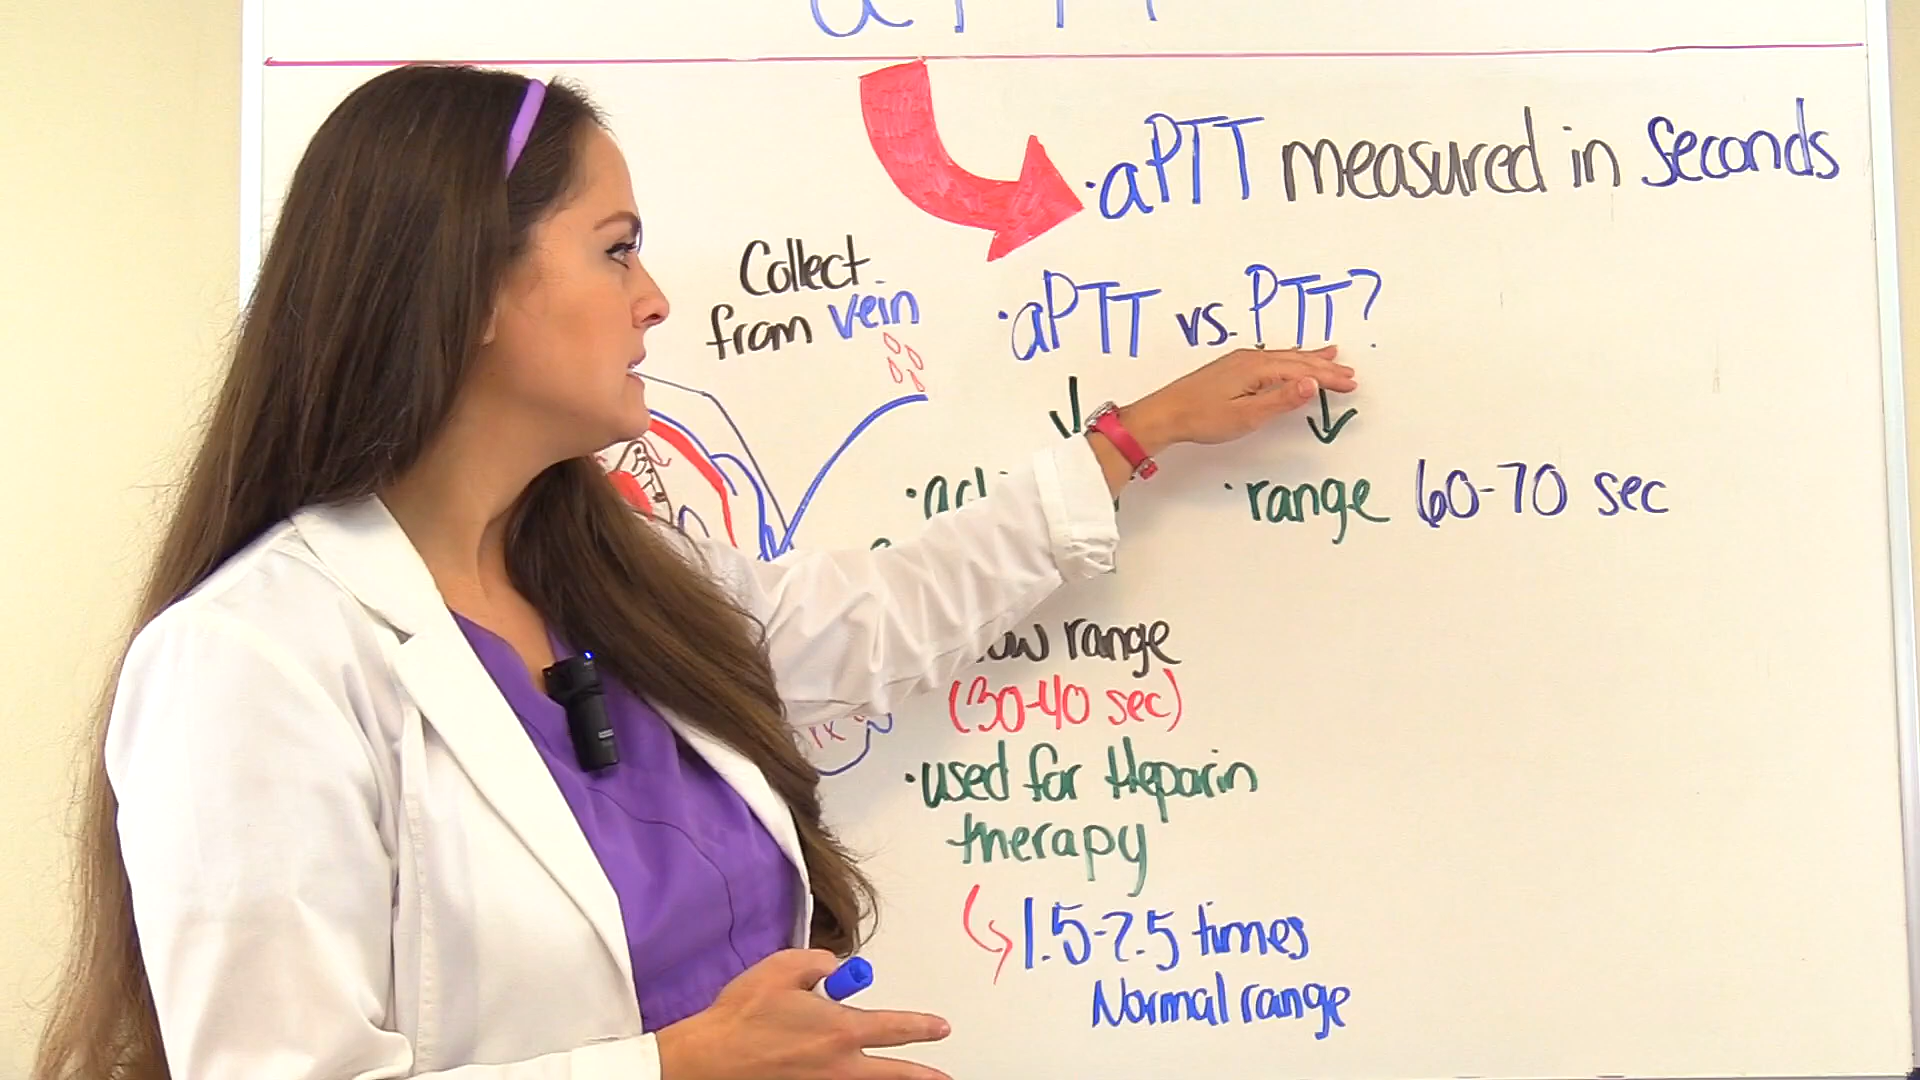 aPTT
·aPTT measured in seconds
Collect
from vein
·aPTT vs. PTT?
·range 60-70 sec
range
(30-40 sec)
·used for Heparin
therapy
1.5-2.5 times
Normal range